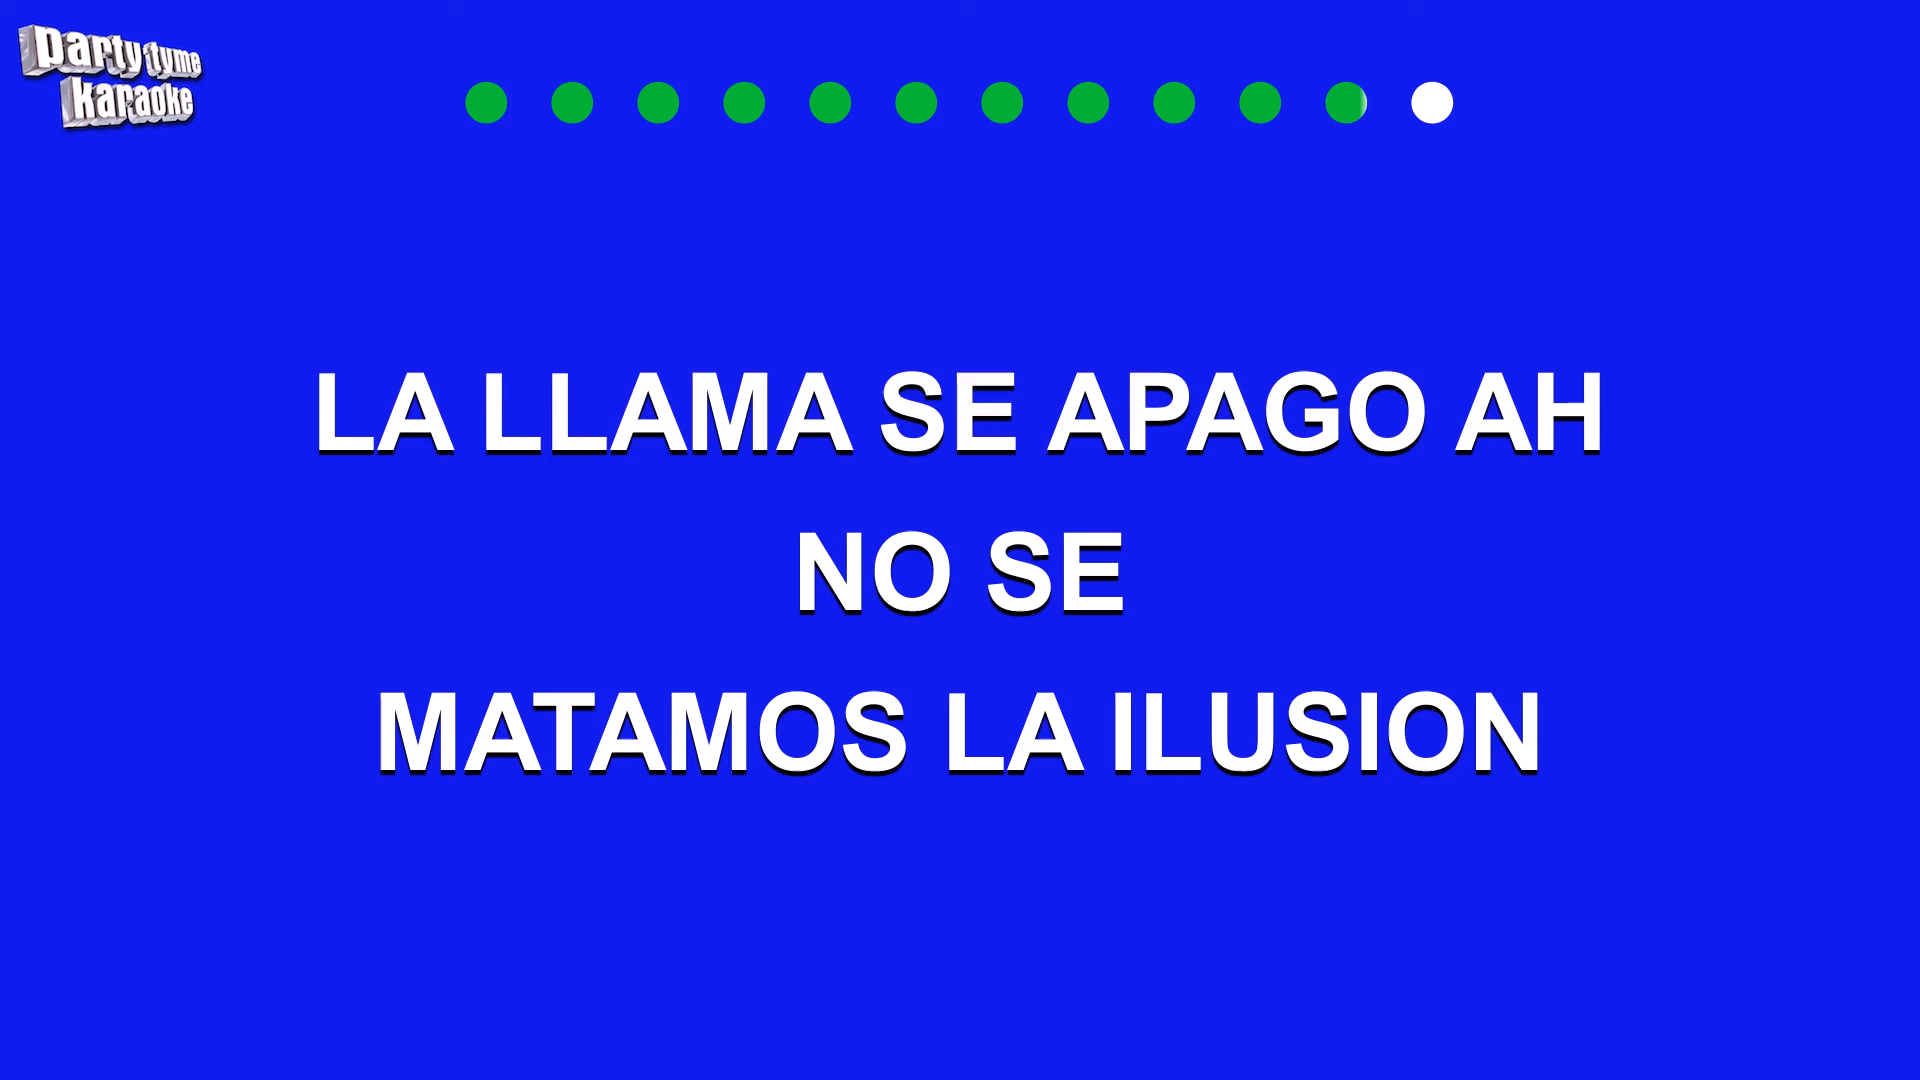 party tyme
karaoke
LA LLAMA SE APAGO AH
NO SE
MATAMOS LA ILUSION